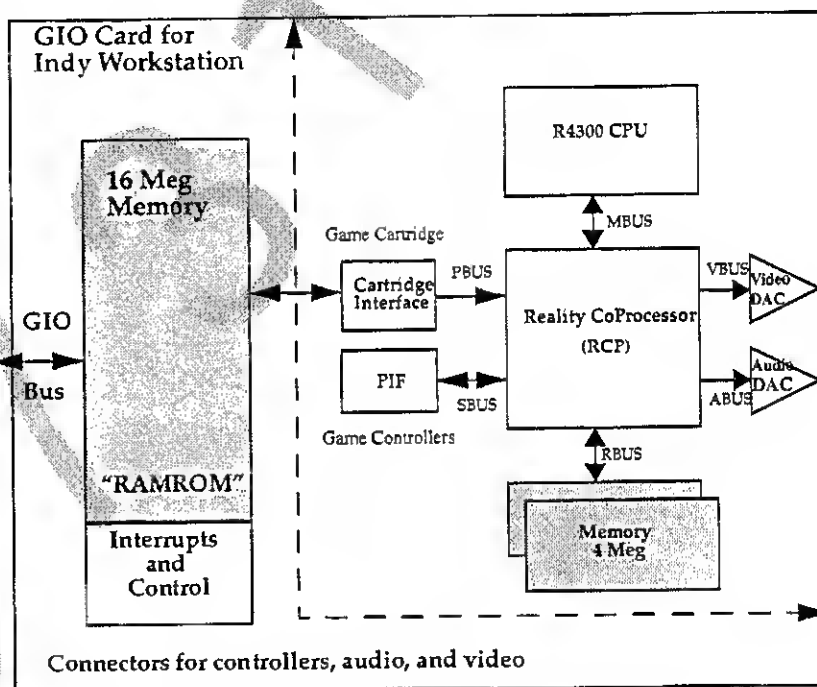 GIO Card for
Indy Workstation
16 Meg
Memory
R4300 CPU
MBUS
Game Cartridge
Cartridge
Interface
PBUS
Reality CoProcessor
(RCP)
VBUS
Video
DAC
GIO
Bus
PIF
SBUS
Game Controllers
Audio
DAC
ABUS
RBUS
"RAMROM"
Memory
4 Meg
Interrupts
and
Control
Connectors for controllers, audio, and video